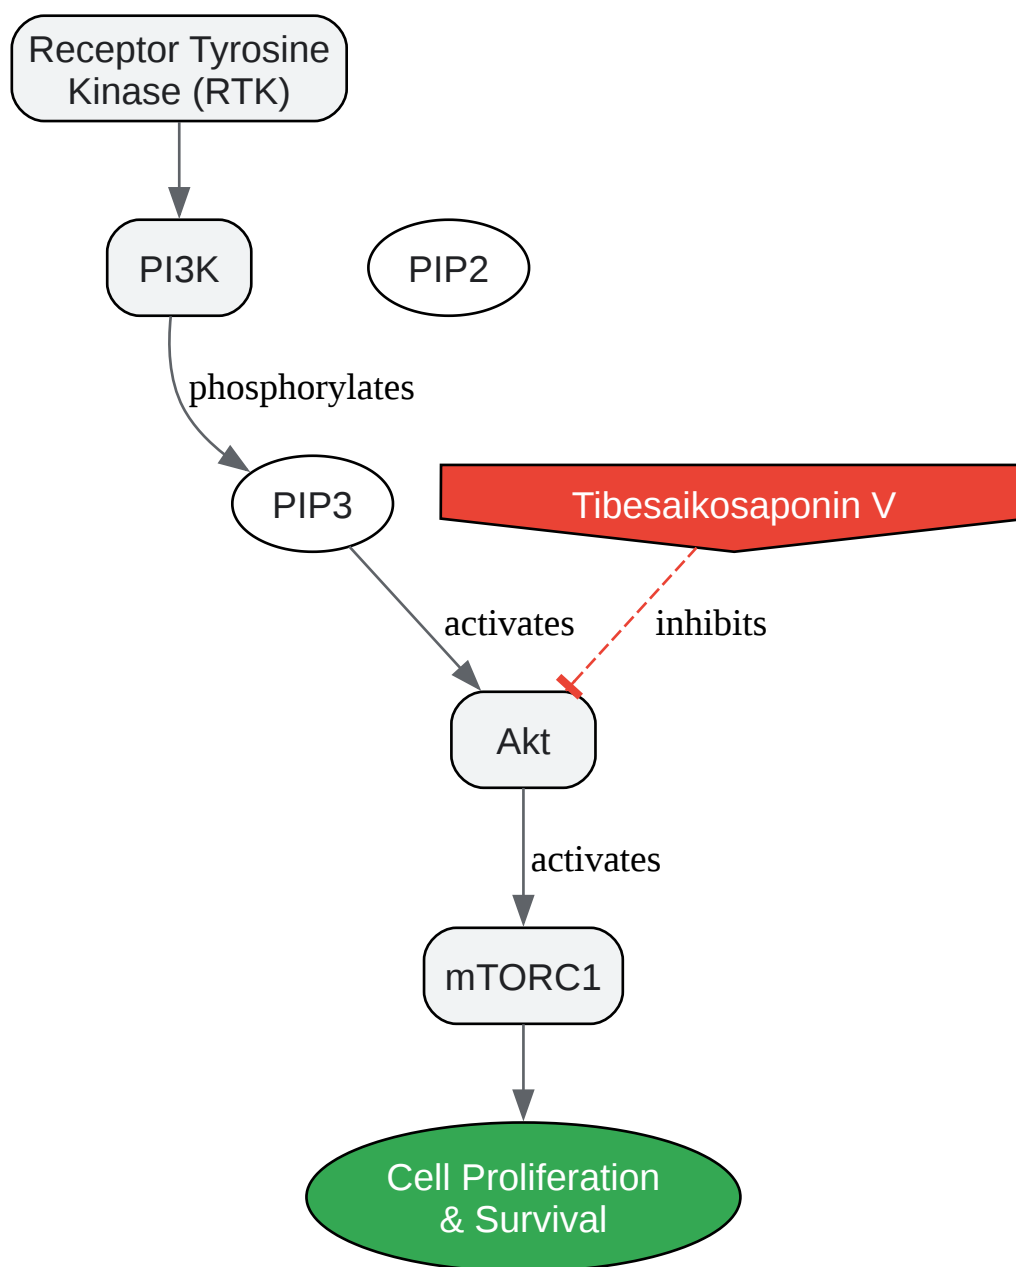 Receptor Tyrosine
Kinase (RTK)
PI3K
PIP2
phosphorylates
PIP3
Tibesaikosaponin V
activates
inhibits
Akt
activates
mTORC1
Cell Proliferation
& Survival